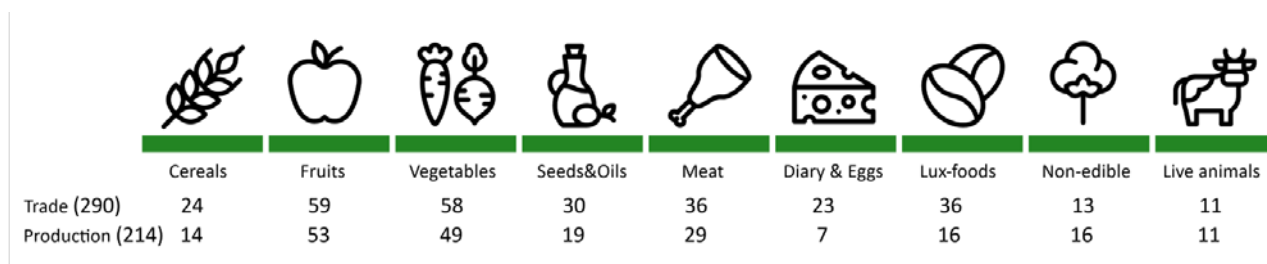 Cereals Fruits Vegetables Seeds&Oils Meat Diary & Eggs Lux-foods Non-edible Live animals
Trade (290) 24 59 58 30 36 23 36 13 11
Production (214) 14 53 49 19 29 7 16 16 11